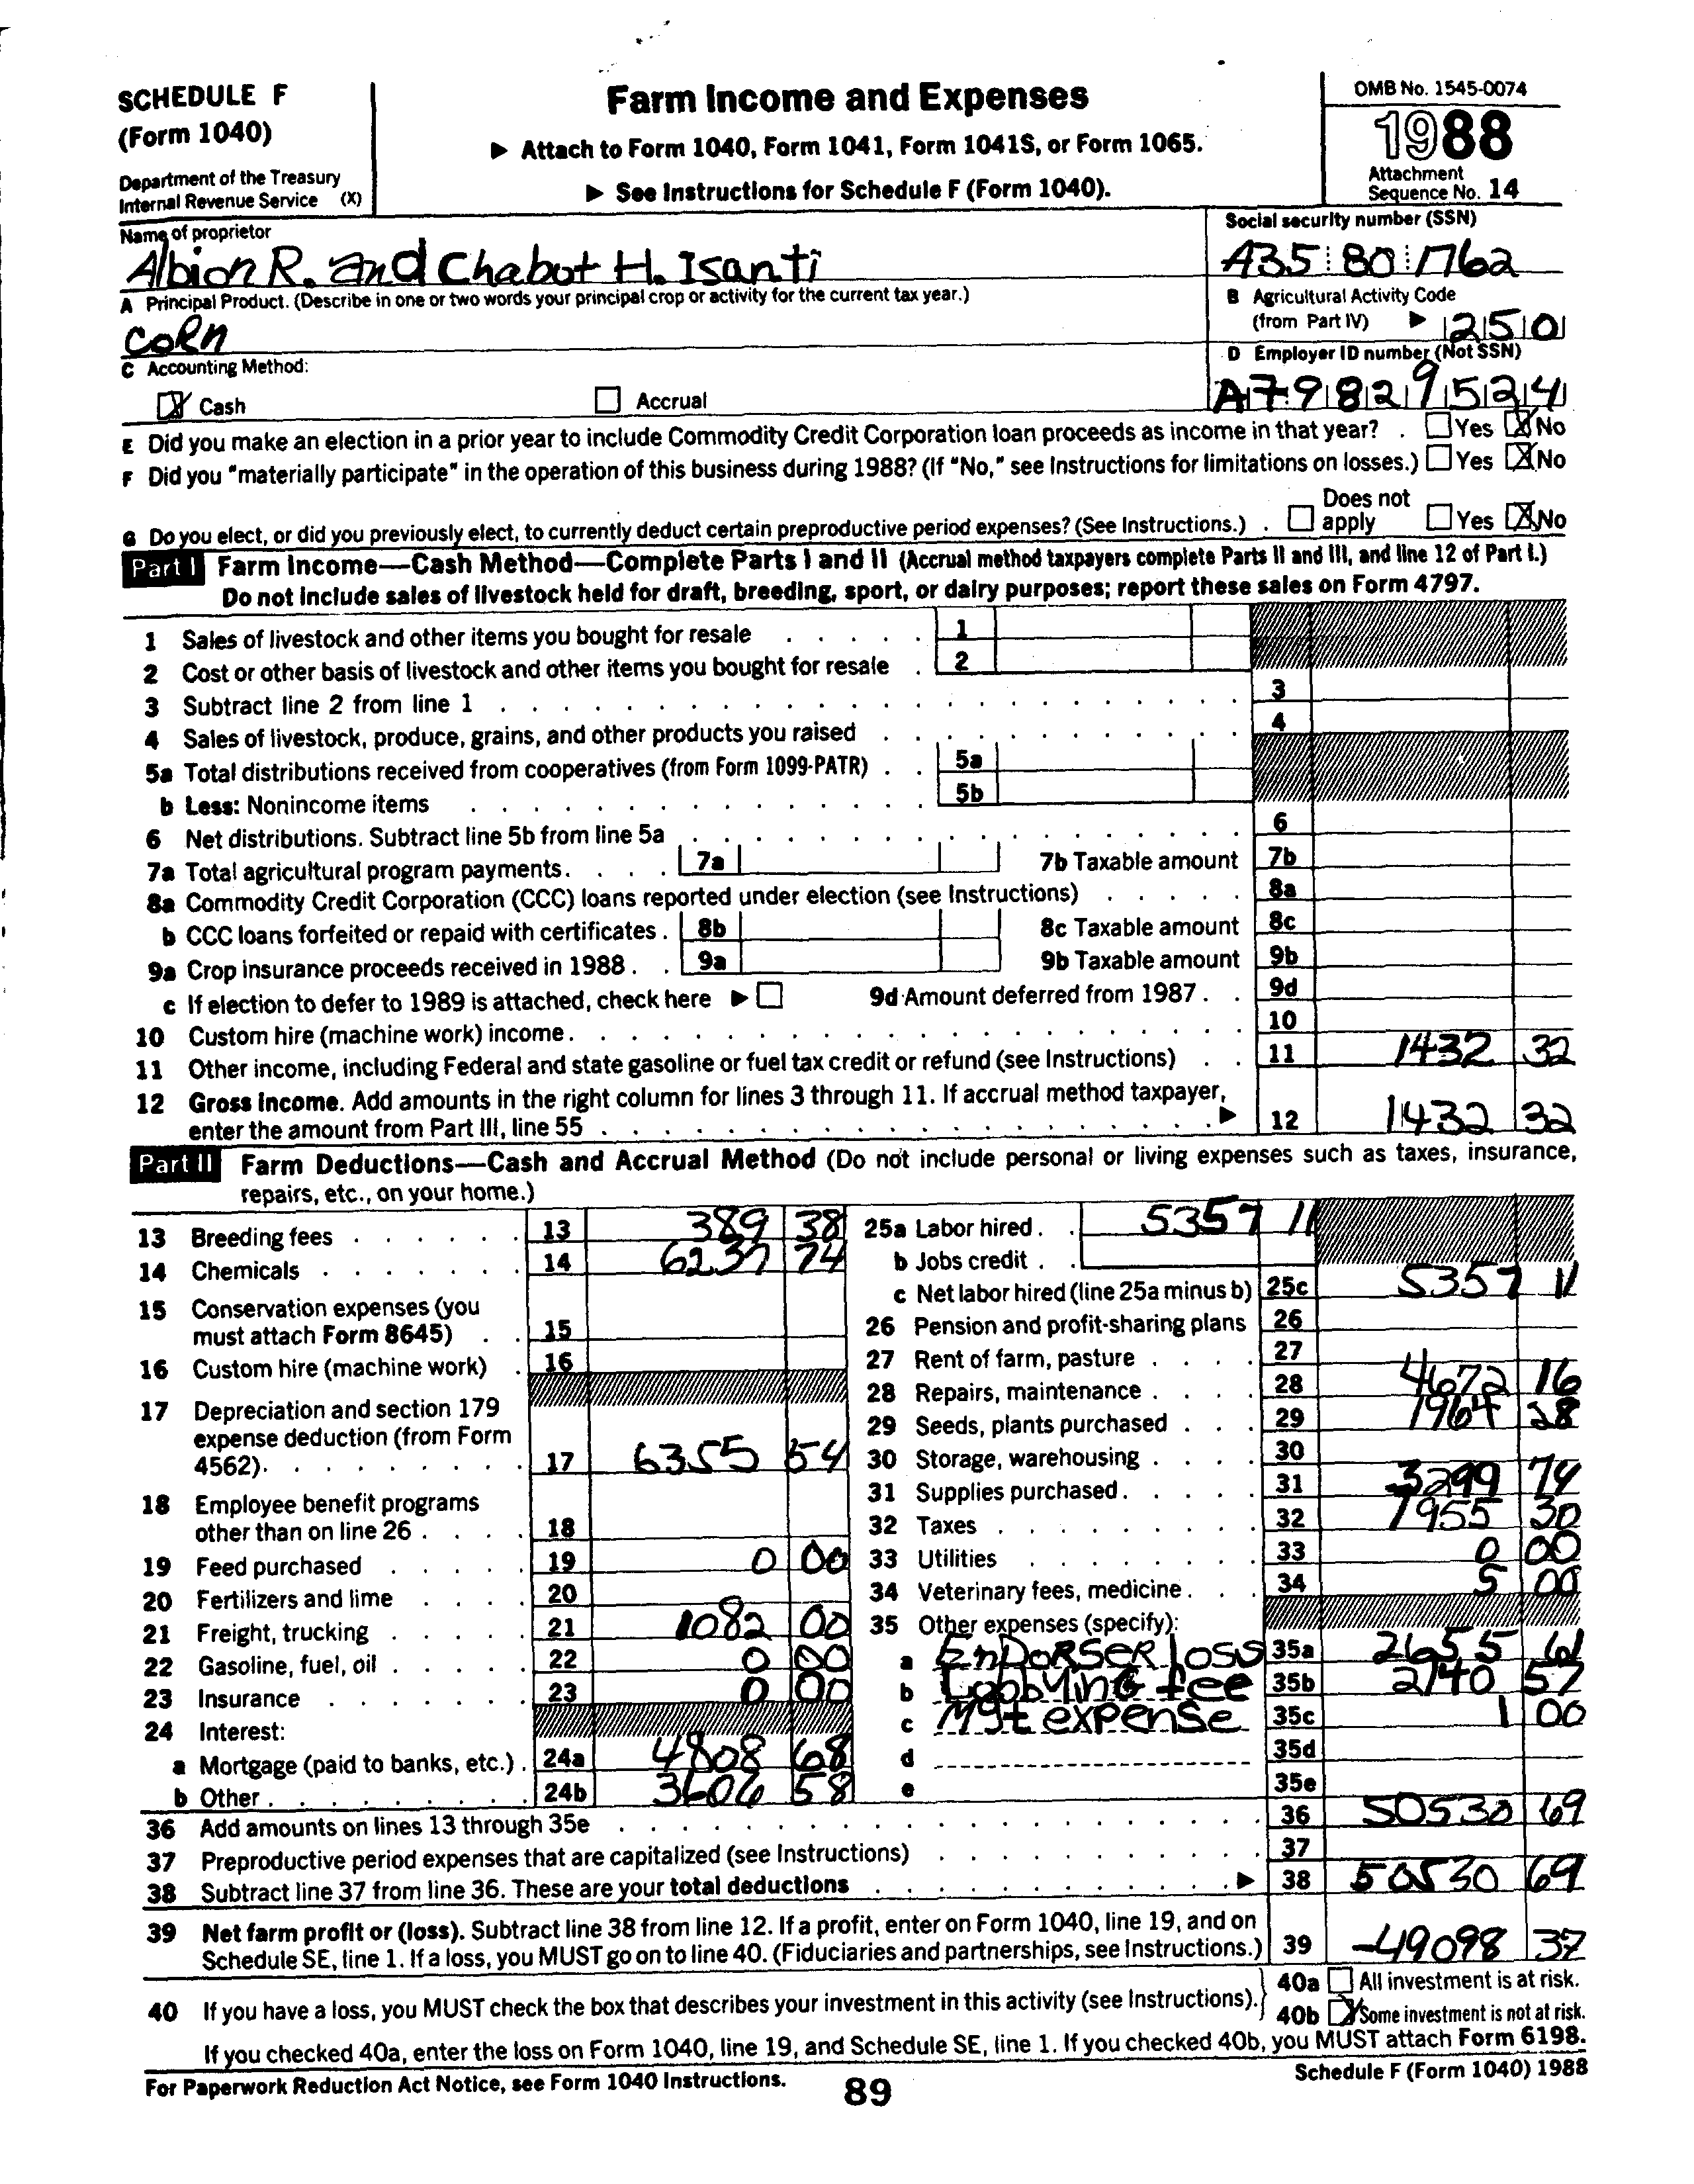 SCHEDULE F
(Form 1040)
Department of the Treasury
Internal Revenue Service (X)
Farm Income and Expenses
▶ Attach to Form 1040, Form 1041, Form 1041S, or Form 1065.
▶ See Instructions for Schedule F (Form 1040).
OMB No. 1545-0074
1988
Attachment
Sequence No. 14
Name of proprietor
Albion R. and Chabot H. Isanti
Social security number (SSN)
A35 80 1762
A Principal Product. (Describe in one or two words your principal crop or activity for the current tax year.)
CORn
B Agricultural Activity Code
(from Part IV) ▶ 250
C Accounting Method:
Cash
Accrual
D Employer ID number (Not SSN)
A79829524
E Did you make an election in a prior year to include Commodity Credit Corporation loan proceeds as income in that year? . Yes No
F Did you "materially participate" in the operation of this business during 1988? (If "No," see Instructions for limitations on losses.) Yes No
G Do you elect, or did you previously elect, to currently deduct certain preproductive period expenses? (See Instructions.) . Does not apply Yes No
Part I Farm Income—Cash Method—Complete Parts I and II (Accrual method taxpayers complete Parts II and III, and line 12 of Part I.)
Do not include sales of livestock held for draft, breeding, sport, or dairy purposes; report these sales on Form 4797.
1 Sales of livestock and other items you bought for resale 1
2 Cost or other basis of livestock and other items you bought for resale 2
3 Subtract line 2 from line 1 3
4 Sales of livestock, produce, grains, and other products you raised 4
5a Total distributions received from cooperatives (from Form 1099-PATR) 5a
b Less: Nonincome items 5b
6 Net distributions. Subtract line 5b from line 5a 6
7a Total agricultural program payments. 7a 7b Taxable amount 7b
8a Commodity Credit Corporation (CCC) loans reported under election (see Instructions) 8a
b CCC loans forfeited or repaid with certificates. 8b 8c Taxable amount 8c
9a Crop insurance proceeds received in 1988. 9a 9b Taxable amount 9b
c If election to defer to 1989 is attached, check here ▶ 9d Amount deferred from 1987. 9d
10 Custom hire (machine work) income. 10
11 Other income, including Federal and state gasoline or fuel tax credit or refund (see Instructions) 11 1432 32
12 Gross income. Add amounts in the right column for lines 3 through 11. If accrual method taxpayer,
enter the amount from Part III, line 55 ▶ 12 1432 32
Part II Farm Deductions—Cash and Accrual Method (Do not include personal or living expenses such as taxes, insurance,
repairs, etc., on your home.)
13 Breeding fees 13 389 38
14 Chemicals 14 6237 74
15 Conservation expenses (you
must attach Form 8645) 15
16 Custom hire (machine work) 16
17 Depreciation and section 179
expense deduction (from Form
4562). 17 6355 54
18 Employee benefit programs
other than on line 26 18
19 Feed purchased 19 0 00
20 Fertilizers and lime 20
21 Freight, trucking 21 1082 00
22 Gasoline, fuel, oil 22 0 00
23 Insurance 23 0 00
24 Interest:
a Mortgage (paid to banks, etc.) 24a 4808 68
b Other 24b 3606 58
25a Labor hired 5357 11
b Jobs credit
c Net labor hired (line 25a minus b) 25c 5357 11
26 Pension and profit-sharing plans 26
27 Rent of farm, pasture 27
28 Repairs, maintenance 28 4672 16
29 Seeds, plants purchased 29 1964 28
30 Storage, warehousing 30
31 Supplies purchased 31 3299 74
32 Taxes 32 1955 30
33 Utilities 33 0 00
34 Veterinary fees, medicine 34 5 00
35 Other expenses (specify):
a EnDoRSER loss 35a 2655 61
b LobbyinG fee 35b 2140 57
c Mgt expense 35c 1 00
d 35d
e 35e
36 Add amounts on lines 13 through 35e 36 50530 69
37 Preproductive period expenses that are capitalized (see Instructions) 37
38 Subtract line 37 from line 36. These are your total deductions ▶ 38 50530 69
39 Net farm profit or (loss). Subtract line 38 from line 12. If a profit, enter on Form 1040, line 19, and on
Schedule SE, line 1. If a loss, you MUST go on to line 40. (Fiduciaries and partnerships, see Instructions.) 39 -49098 37
40 If you have a loss, you MUST check the box that describes your investment in this activity (see Instructions).
40a All investment is at risk.
40b Some investment is not at risk.
If you checked 40a, enter the loss on Form 1040, line 19, and Schedule SE, line 1. If you checked 40b, you MUST attach Form 6198.
For Paperwork Reduction Act Notice, see Form 1040 Instructions.
89
Schedule F (Form 1040) 1988